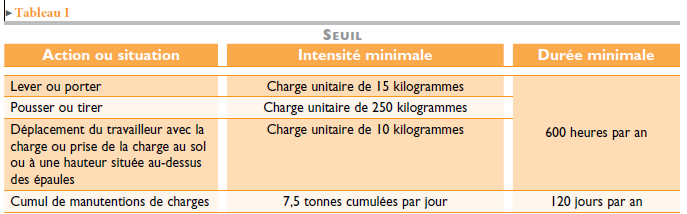 ▸Tableau I
SEUIL
Action ou situation Intensité minimale Durée minimale
Lever ou porter Charge unitaire de 15 kilogrammes
Pousser ou tirer Charge unitaire de 250 kilogrammes
Déplacement du travailleur avec la Charge unitaire de 10 kilogrammes 600 heures par an
charge ou prise de la charge au sol
ou à une hauteur située au-dessus
des épaules
Cumul de manutentions de charges 7,5 tonnes cumulées par jour 120 jours par an